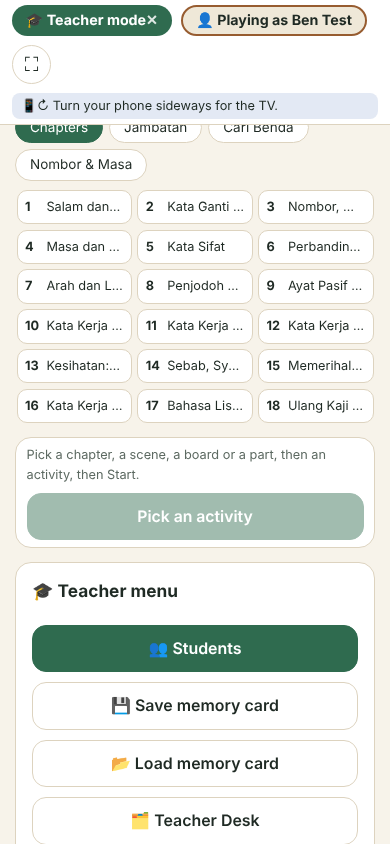 🎓 Teacher mode✕
👤 Playing as Ben Test
📱↻ Turn your phone sideways for the TV.
Chapters
Jambatan
Cari Benda
Nombor & Masa
1 Salam dan...
2 Kata Ganti ...
3 Nombor, ...
4 Masa dan ...
5 Kata Sifat
6 Perbandin...
7 Arah dan L...
8 Penjodoh ...
9 Ayat Pasif ...
10 Kata Kerja ...
11 Kata Kerja ...
12 Kata Kerja ...
13 Kesihatan:...
14 Sebab, Sy...
15 Memerihal...
16 Kata Kerja ...
17 Bahasa Lis...
18 Ulang Kaji ...
Pick a chapter, a scene, a board or a part, then an
activity, then Start.
Pick an activity
🎓 Teacher menu
👥 Students
💾 Save memory card
📂 Load memory card
🗂️ Teacher Desk